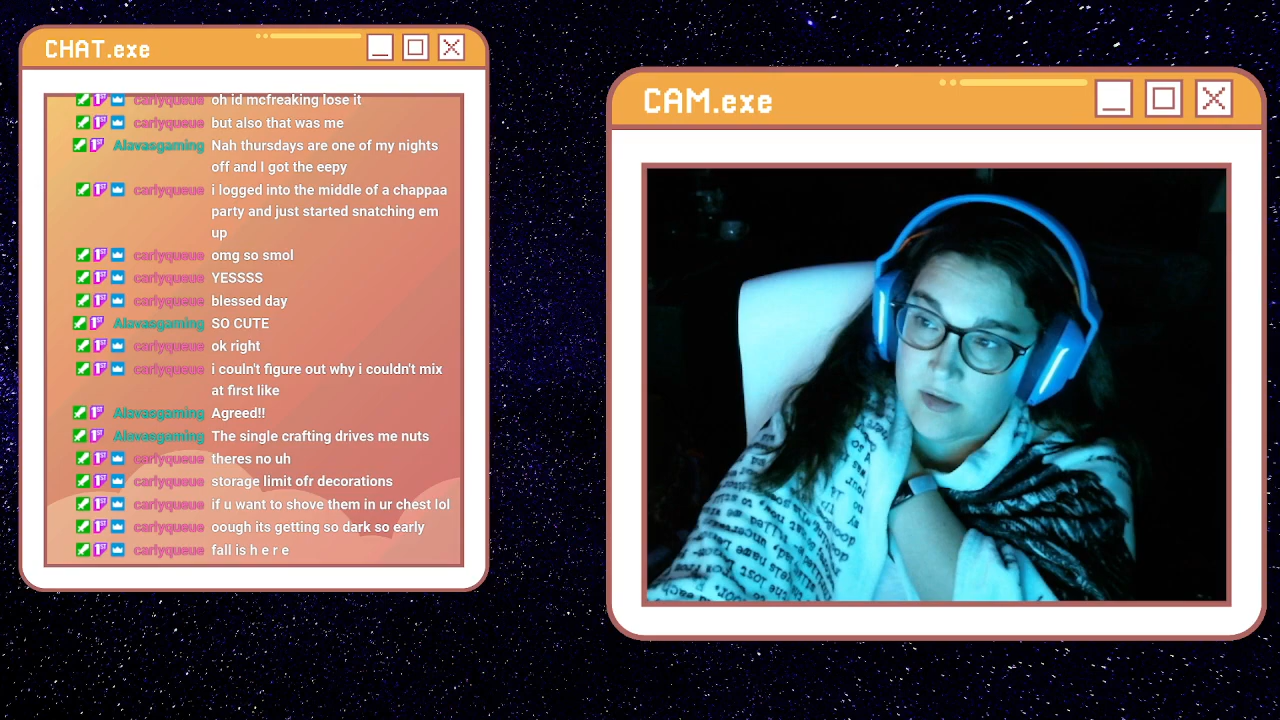 CHAT.exe
carlyqueue oh id mcfreaking lose it
carlyqueue but also that was me
Alavasgaming Nah thursdays are one of my nights
off and I got the eepy
carlyqueue i logged into the middle of a chappaa
party and just started snatching em
up
carlyqueue omg so smol
carlyqueue YESSSS
carlyqueue blessed day
Alavasgaming SO CUTE
carlyqueue ok right
carlyqueue i couln't figure out why i couldn't mix
at first like
Alavasgaming Agreed!!
Alavasgaming The single crafting drives me nuts
carlyqueue theres no uh
carlyqueue storage limit ofr decorations
carlyqueue if u want to shove them in ur chest lol
carlyqueue oough its getting so dark so early
carlyqueue fall is h e r e
CAM.exe